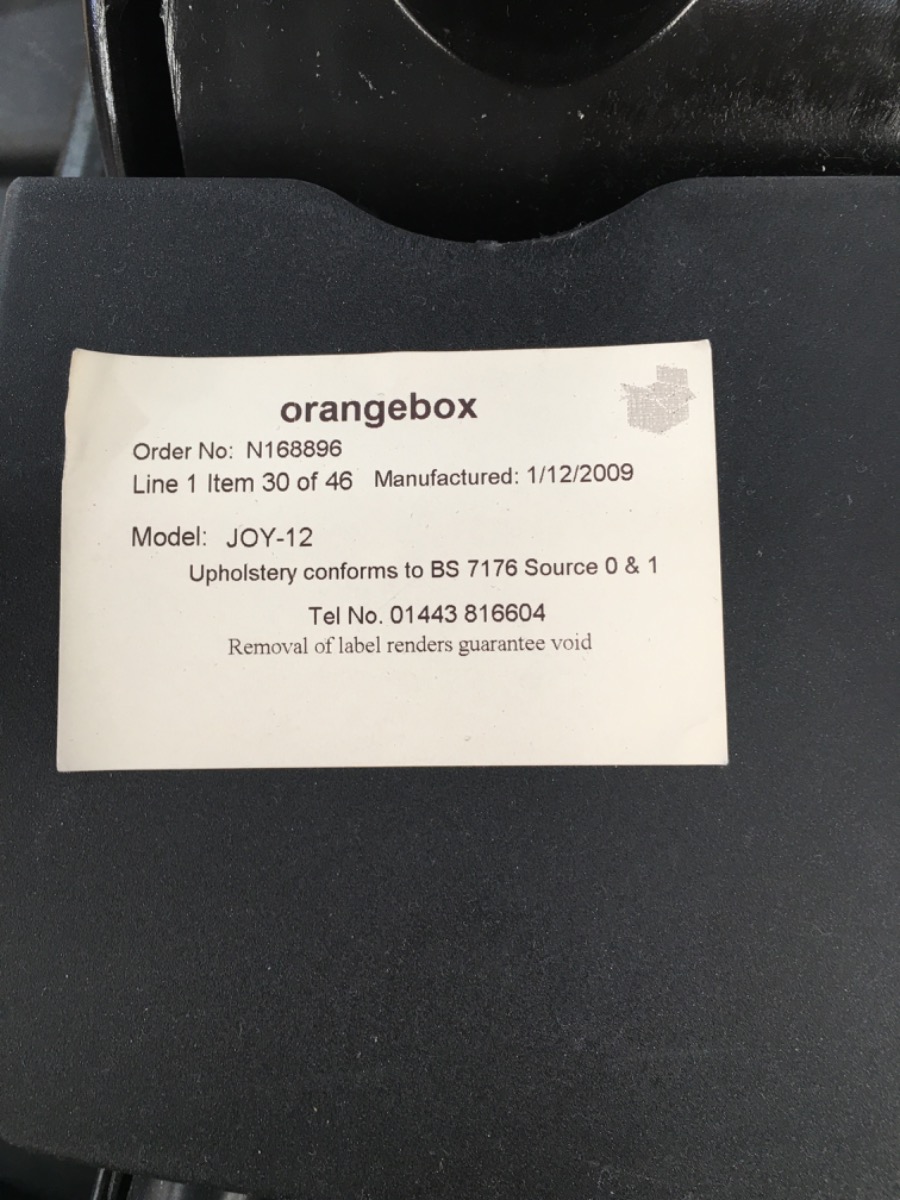 orangebox
Order No: N168896
Line 1 Item 30 of 46 Manufactured: 1/12/2009
Model: JOY-12
Upholstery conforms to BS 7176 Source 0 & 1
Tel No. 01443 816604
Removal of label renders guarantee void